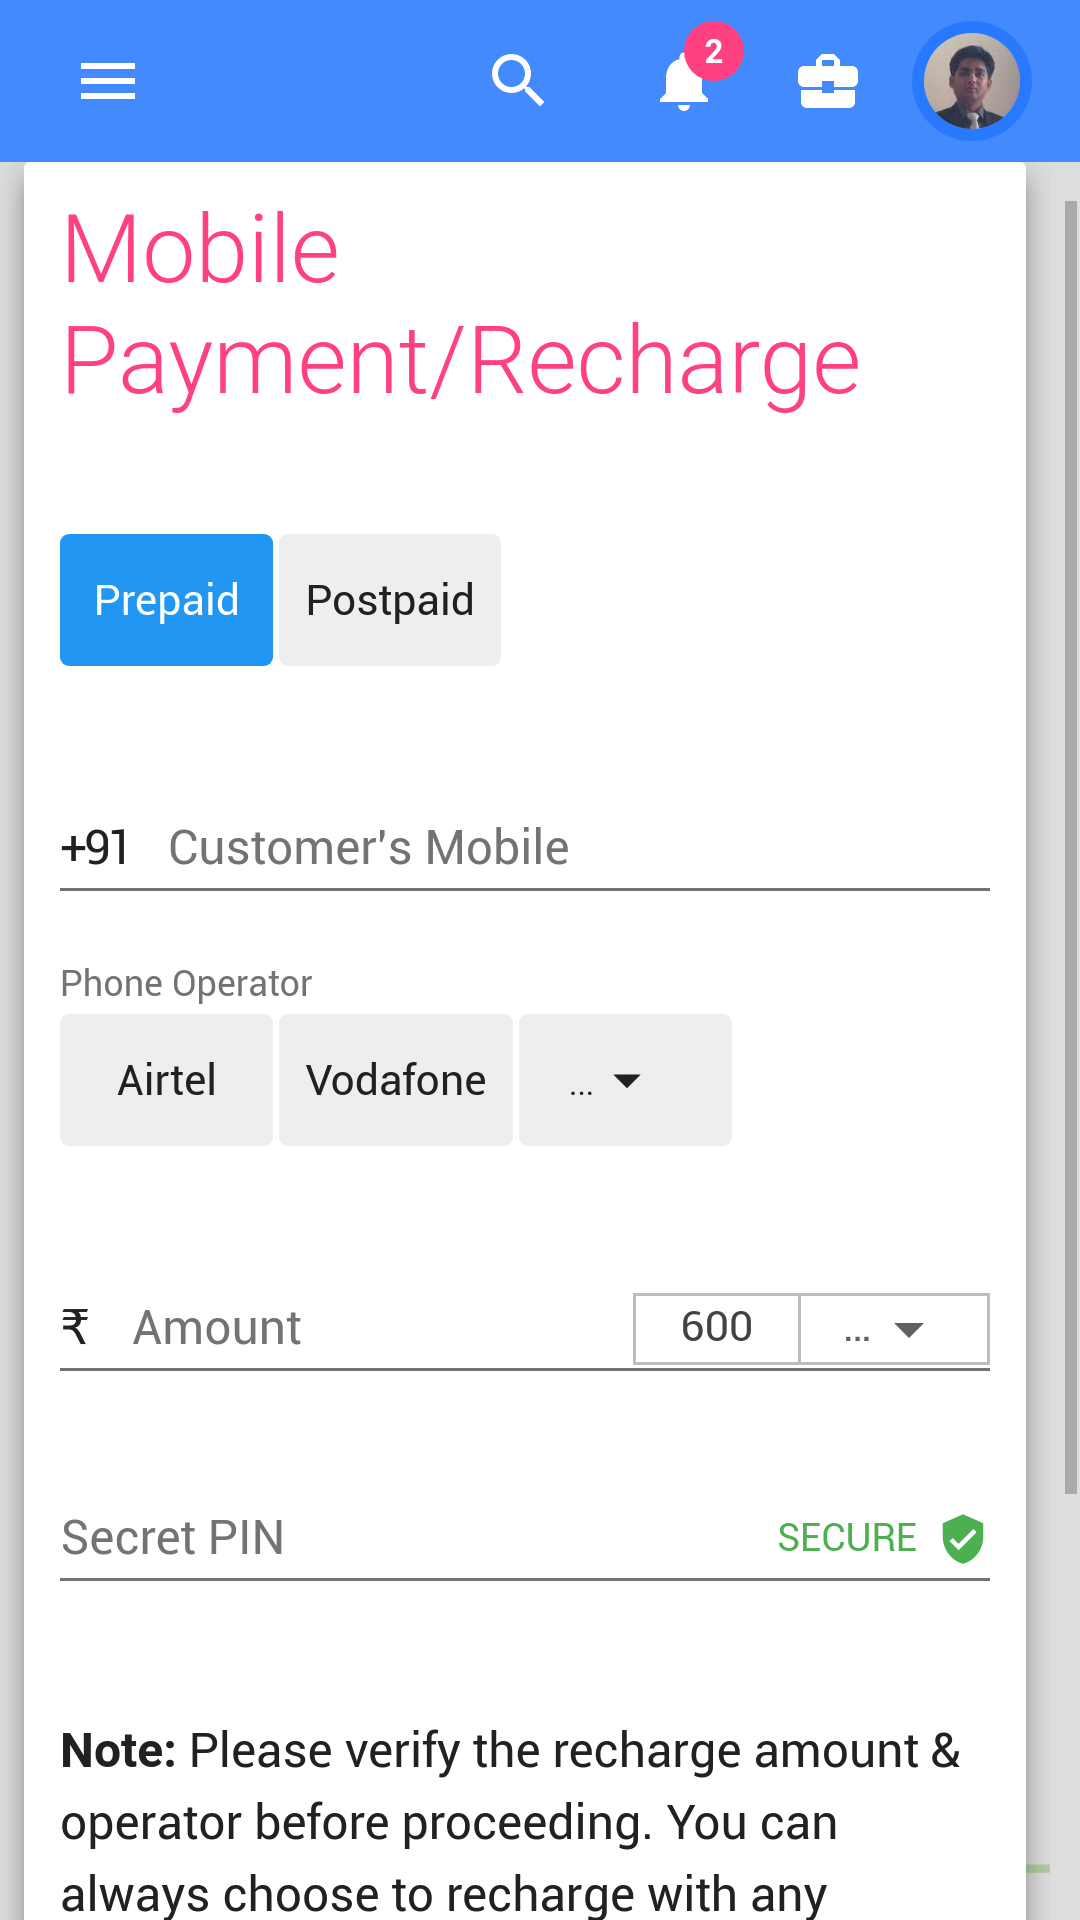 2
Mobile
Payment/Recharge
Prepaid Postpaid
+91 Customer's Mobile
Phone Operator
Airtel Vodafone ...
₹ Amount 600 ...
Secret PIN SECURE
Note: Please verify the recharge amount &
operator before proceeding. You can
always choose to recharge with any